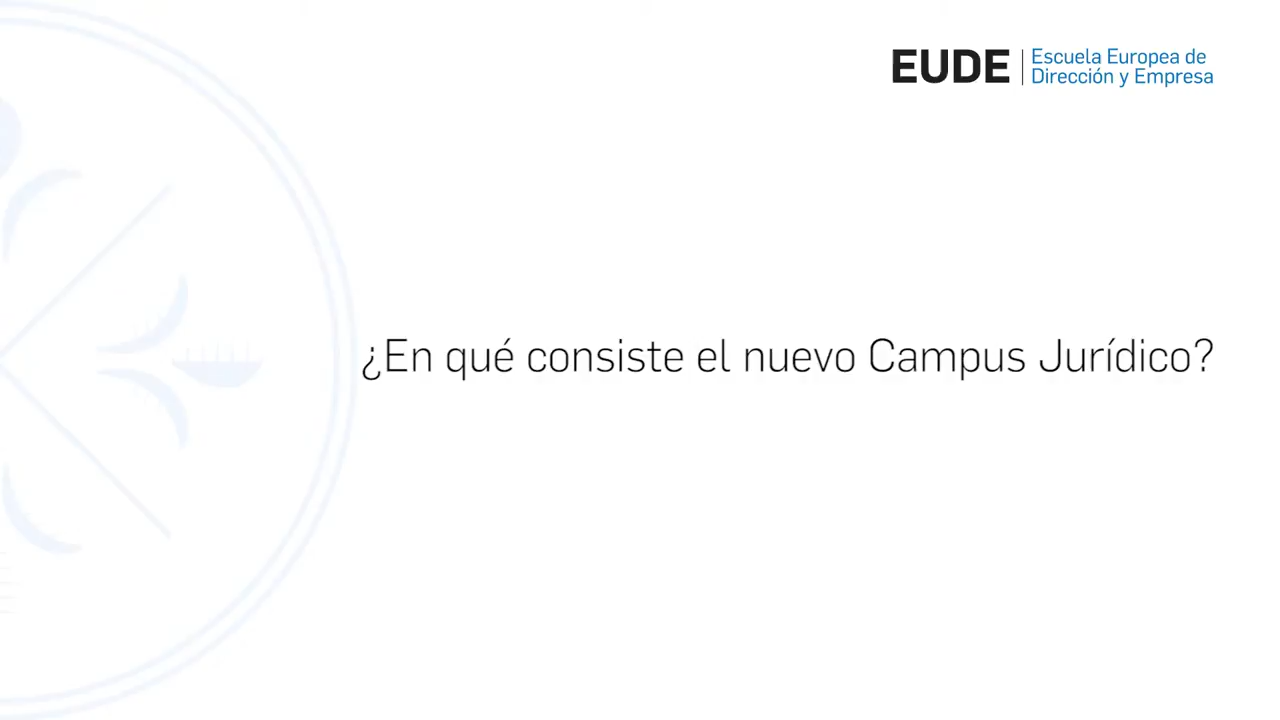 EUDE
Escuela Europea de
Dirección y Empresa
¿En qué consiste el nuevo Campus Jurídico?